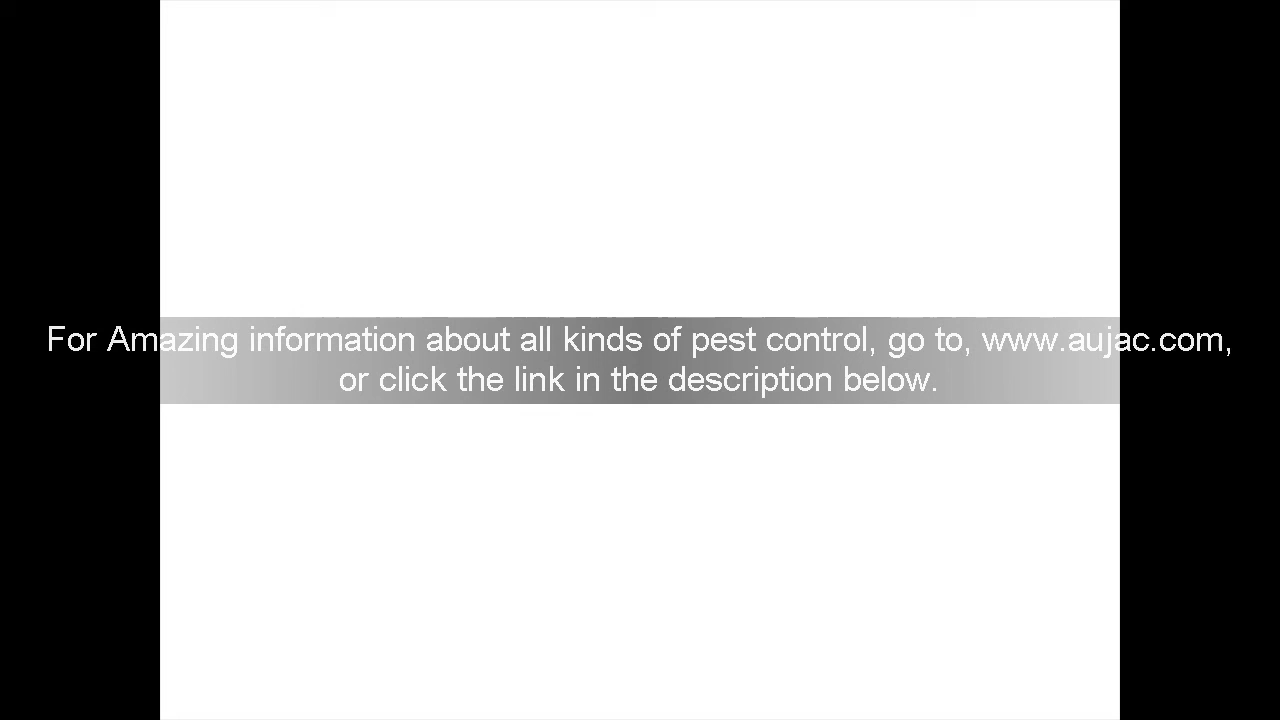 For Amazing information about all kinds of pest control, go to, www.aujac.com,
or click the link in the description below.